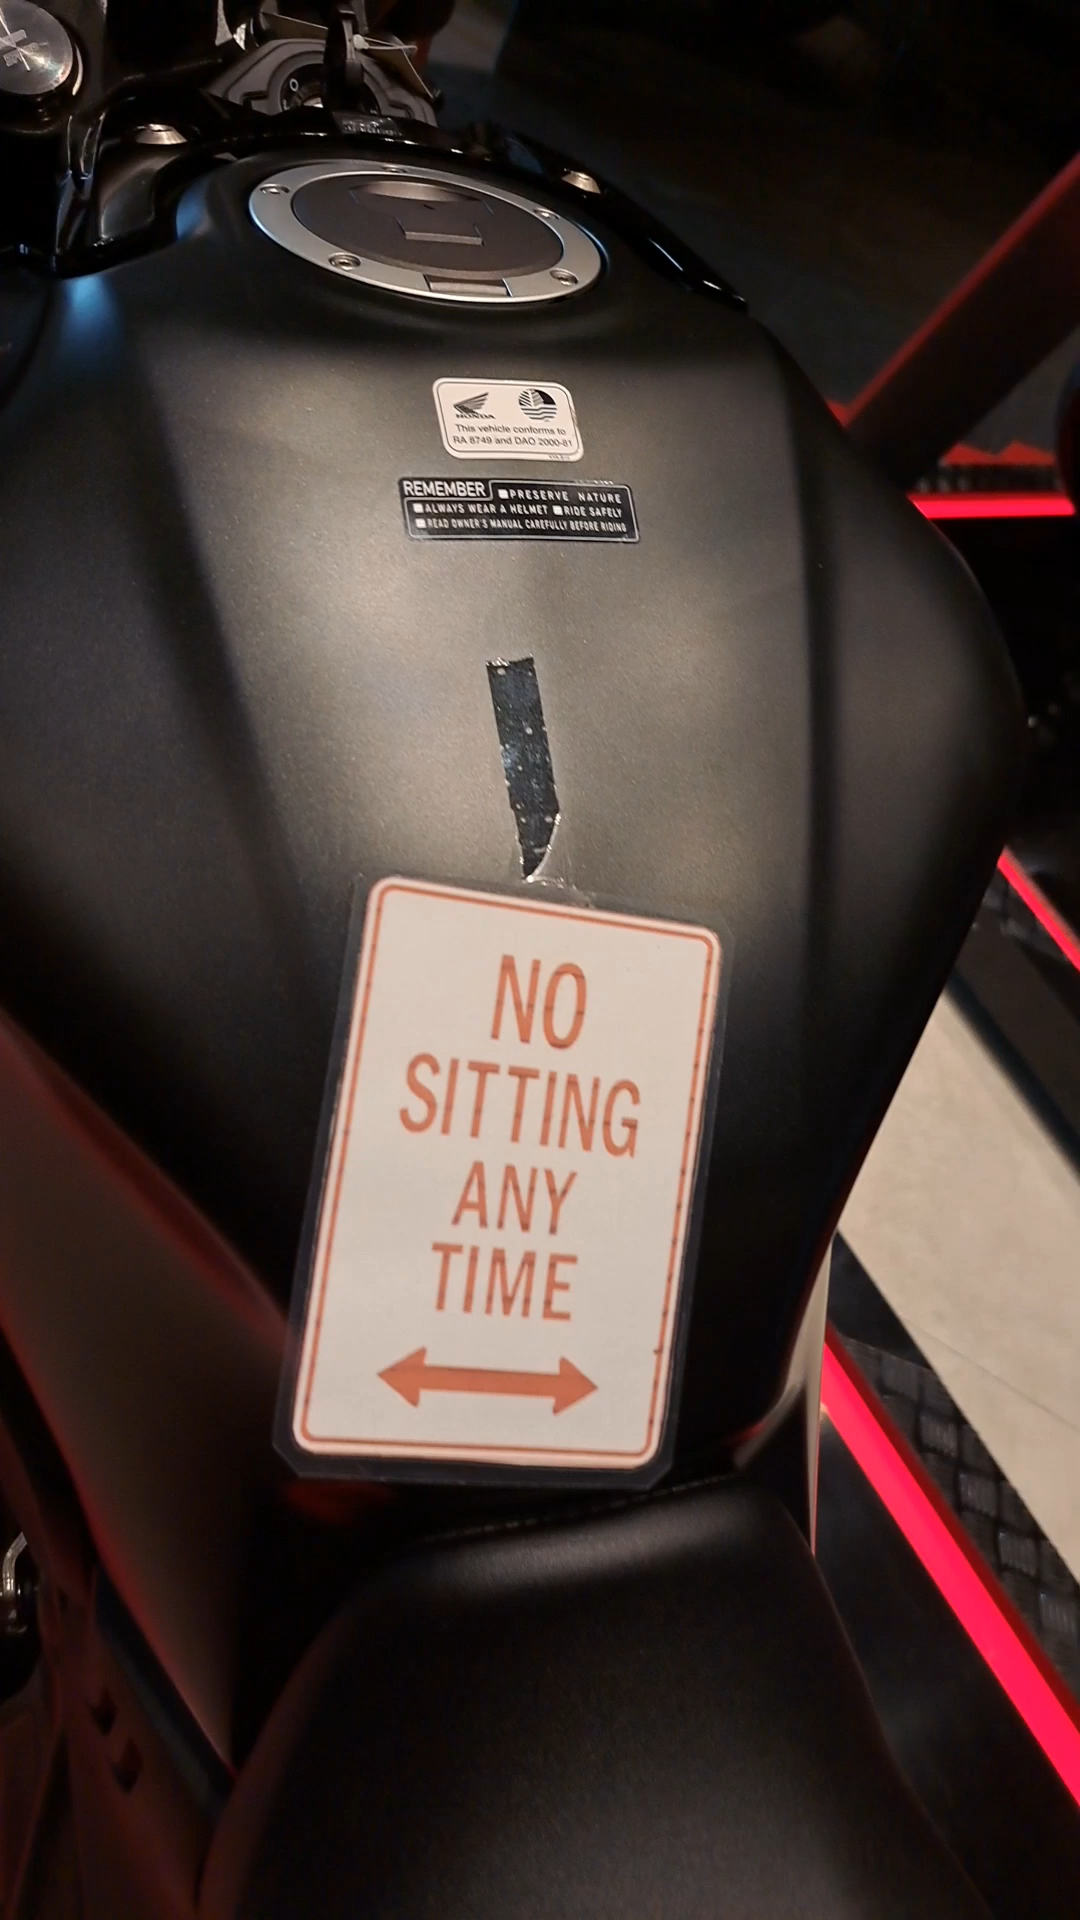 HONDA
This vehicle conforms to
RA 8749 and DAO 2000-81
REMEMBER PRESERVE NATURE
ALWAYS WEAR A HELMET RIDE SAFELY
READ OWNER'S MANUAL CAREFULLY BEFORE RIDING
NO
SITTING
ANY
TIME